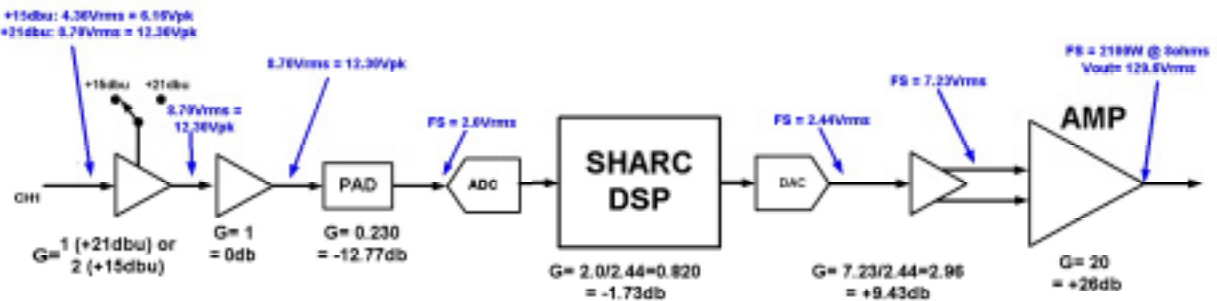 +15dbu: 4.36Vrms = 6.16Vpk
+21dbu: 8.70Vrms = 12.30Vpk
+15dbu
+21dbu
8.70Vrms =
12.30Vpk
8.70Vrms = 12.30Vpk
FS = 2.0Vrms
FS = 2.44Vrms
FS = 7.23Vrms
FS = 2100W @ 8ohms
Vout= 129.6Vrms
AMP
CH1
PAD
ADC
SHARC
DSP
DAC
G= 1 (+21dbu) or
2 (+15dbu)
G= 1
= 0db
G= 0.230
= -12.77db
G= 2.0/2.44=0.820
= -1.73db
G= 7.23/2.44=2.96
= +9.43db
G= 20
= +26db